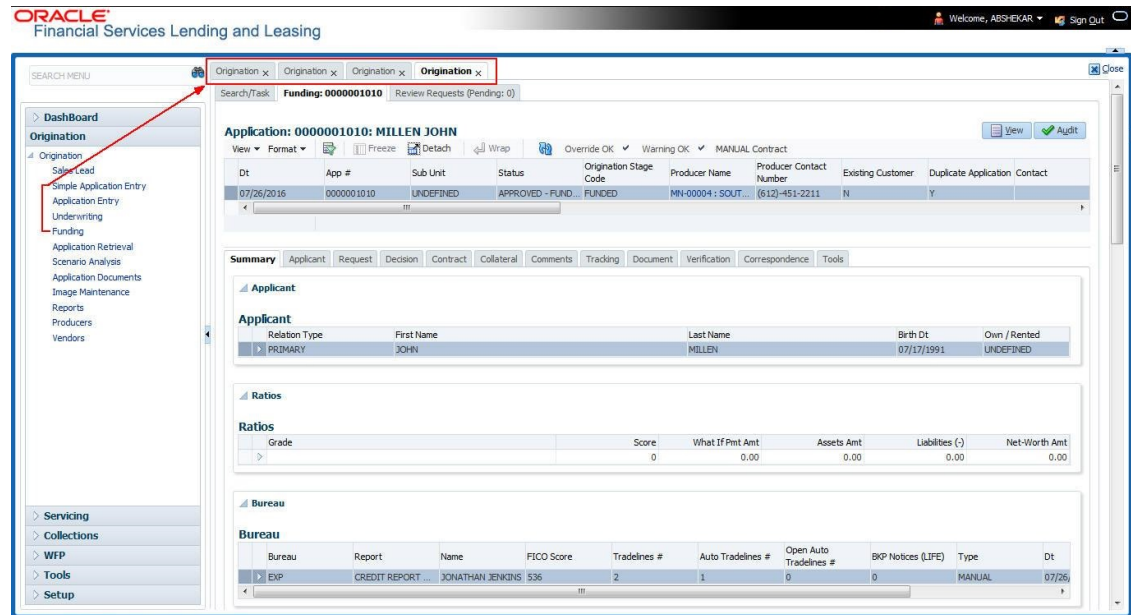 ORACLE®
Financial Services Lending and Leasing
Welcome, ABSHEKAR
Sign Out
SEARCH MENU
Origination x Origination x Origination x Origination x
Close
Search/Task Funding: 0000001010 Review Requests (Pending: 0)
DashBoard
Origination
Origination
Sales Lead
Simple Application Entry
Application Entry
Underwriting
Funding
Application Retrieval
Scenario Analysis
Application Documents
Image Maintenance
Reports
Producers
Vendors
Servicing
Collections
WFP
Tools
Setup
Application: 0000001010: MILLEN JOHN
View Audit
View Format Freeze Detach Wrap Override OK Warning OK MANUAL Contract
Dt App # Sub Unit Status Origination Stage Code Producer Name Producer Contact Number Existing Customer Duplicate Application Contact
07/26/2016 0000001010 UNDEFINED APPROVED - FUND... FUNDED MN-00004 : SOUT... (612)-451-2211 N Y
Summary Applicant Request Decision Contract Collateral Comments Tracking Document Verification Correspondence Tools
Applicant
Applicant
Relation Type First Name Last Name Birth Dt Own / Rented
PRIMARY JOHN MILLEN 07/17/1991 UNDEFINED
Ratios
Ratios
Grade Score What If Pmt Amt Assets Amt Liabilities (-) Net-Worth Amt
0 0.00 0.00 0.00 0.00
Bureau
Bureau
Bureau Report Name FICO Score Tradelines # Auto Tradelines # Open Auto Tradelines # BKP Notices (LIFE) Type Dt
EXP CREDIT REPORT ... JONATHAN JENKINS 536 2 1 0 0 MANUAL 07/26/